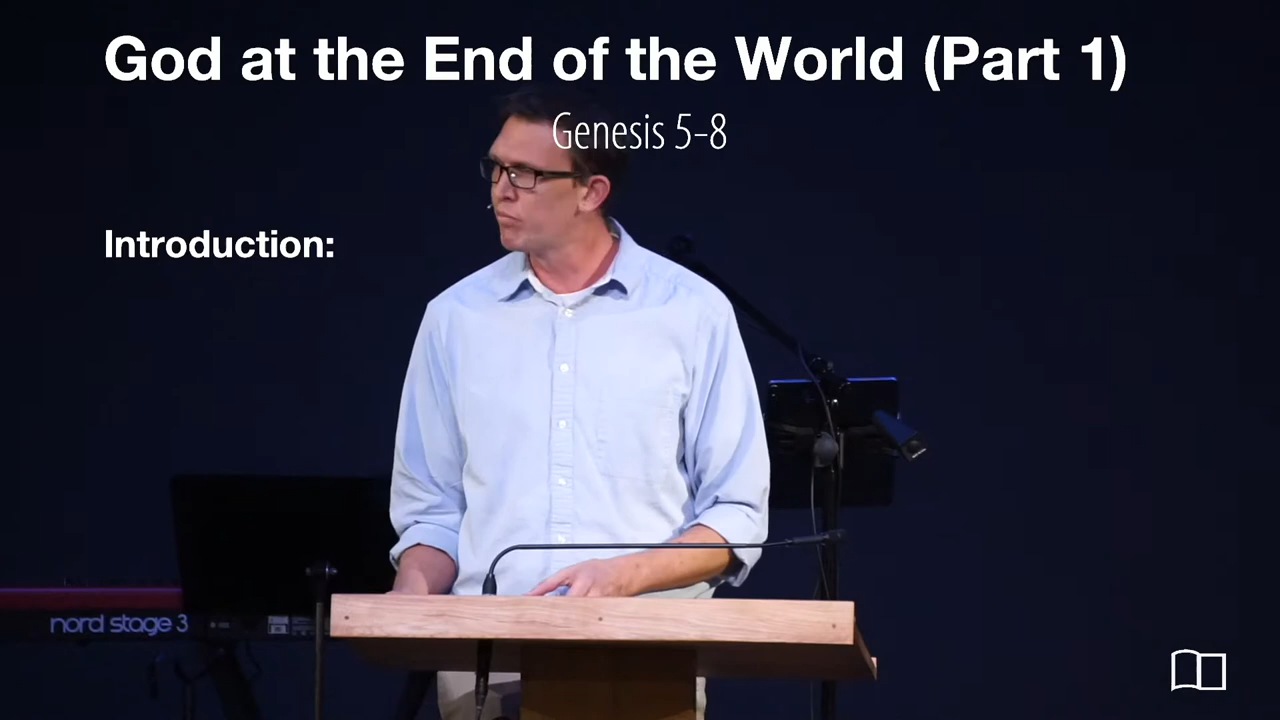 God at the End of the World (Part 1)
Genesis 5-8
Introduction:
nord stage 3